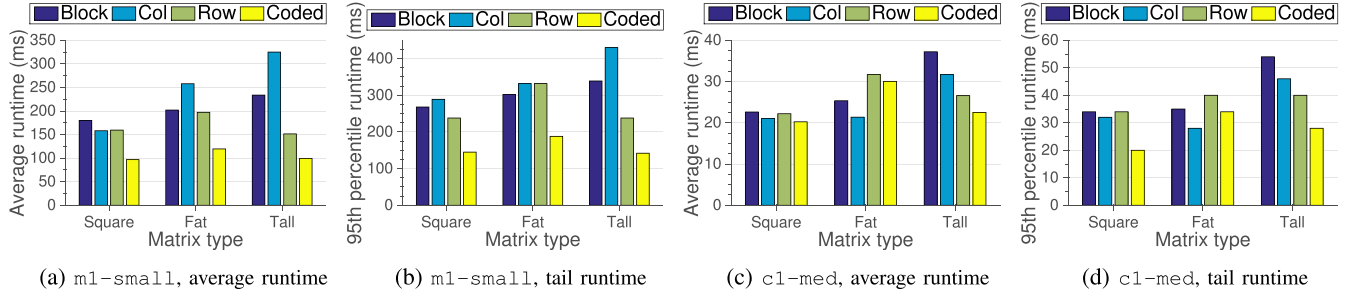 Block Col Row Coded
Average runtime (ms)
350
300
250
200
150
100
50
0
Square Fat Tall
Matrix type
(a) m1-small, average runtime
Block Col Row Coded
95th percentile runtime (ms)
400
300
200
100
0
Square Fat Tall
Matrix type
(b) m1-small, tail runtime
Block Col Row Coded
Average runtime (ms)
40
30
20
10
0
Square Fat Tall
Matrix type
(c) c1-med, average runtime
Block Col Row Coded
95th percentile runtime (ms)
60
50
40
30
20
10
0
Square Fat Tall
Matrix type
(d) c1-med, tail runtime